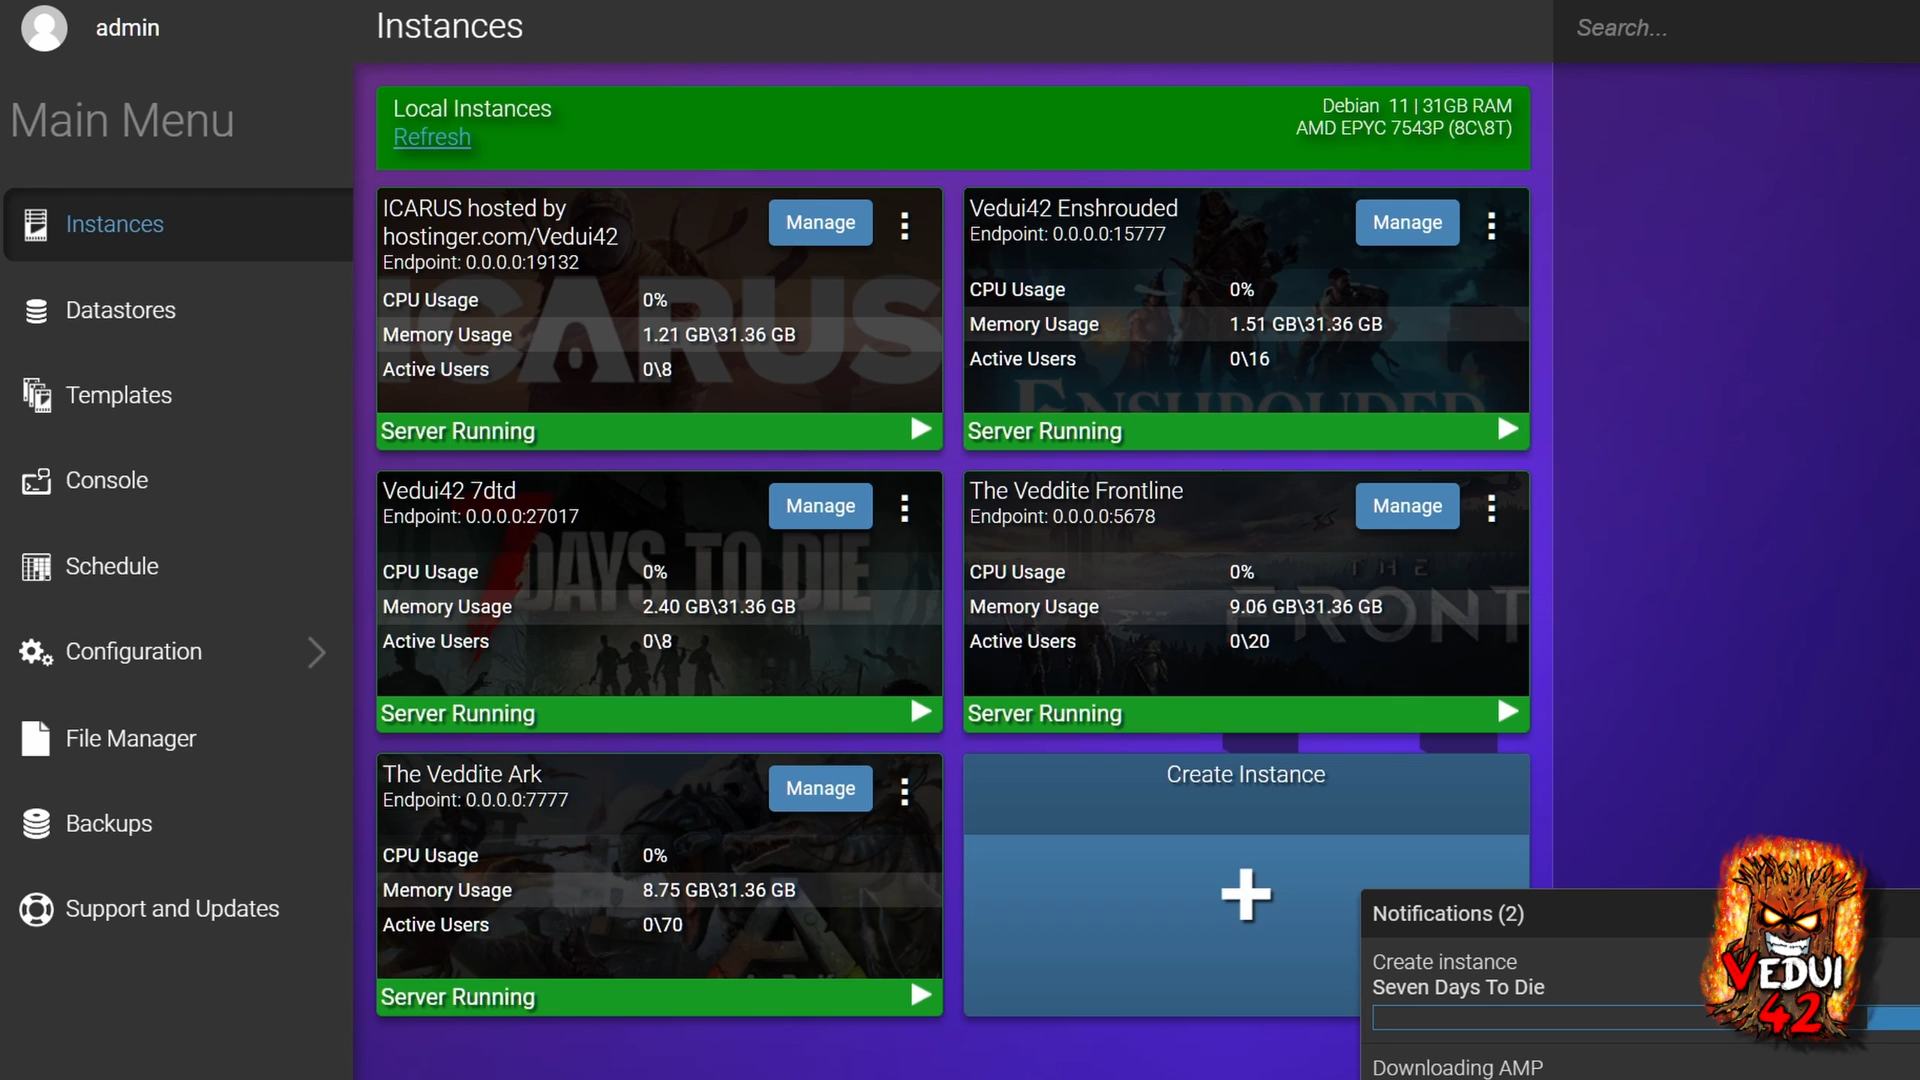 admin
Instances
Search...
Main Menu
Instances
Datastores
Templates
Console
Schedule
Configuration
File Manager
Backups
Support and Updates
Local Instances
Refresh
Debian 11 | 31GB RAM
AMD EPYC 7543P (8C\8T)
ICARUS hosted by
hostinger.com/Vedui42
Endpoint: 0.0.0.0:19132
Manage
CPU Usage 0%
Memory Usage 1.21 GB\31.36 GB
Active Users 0\8
ICARUS
Server Running
Vedui42 Enshrouded
Endpoint: 0.0.0.0:15777
Manage
CPU Usage 0%
Memory Usage 1.51 GB\31.36 GB
Active Users 0\16
ENSHROUDED
Server Running
Vedui42 7dtd
Endpoint: 0.0.0.0:27017
Manage
CPU Usage 0%
Memory Usage 2.40 GB\31.36 GB
Active Users 0\8
7 DAYS TO DIE
Server Running
The Veddite Frontline
Endpoint: 0.0.0.0:5678
Manage
CPU Usage 0%
Memory Usage 9.06 GB\31.36 GB
Active Users 0\20
THE
FRONT
Server Running
The Veddite Ark
Endpoint: 0.0.0.0:7777
Manage
CPU Usage 0%
Memory Usage 8.75 GB\31.36 GB
Active Users 0\70
Server Running
Create Instance
Notifications (2)
Create instance
Seven Days To Die
Downloading AMP
VEDUI
42